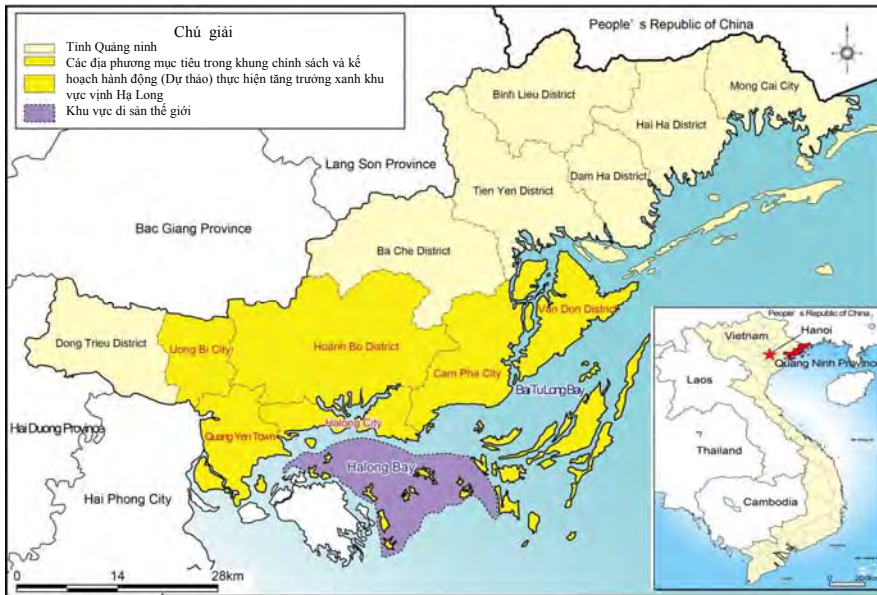 Chú giải
Tỉnh Quảng ninh
Các địa phương mục tiêu trong khung chính sách và kế
hoạch hành động (Dự thảo) thực hiện tăng trưởng xanh khu
vực vịnh Hạ Long
Khu vực di sản thế giới
People's Republic of China
Binh Lieu District
Mong Cai City
Hai Ha District
Lang Son Province
Dam Ha District
Tien Yen District
Bac Giang Province
Ba Che District
Van Don District
Dong Trieu District
Uong Bi City
Hoanh Bo District
Cam Pha City
Bai Tu Long Bay
Hai Duong Province
Quang Yen Town
Halong City
Halong Bay
Hai Phong City
0 14 28km
People's Republic of China
Vietnam
Hanoi
Quang Ninh Province
Laos
Thailand
Cambodia
0 200km